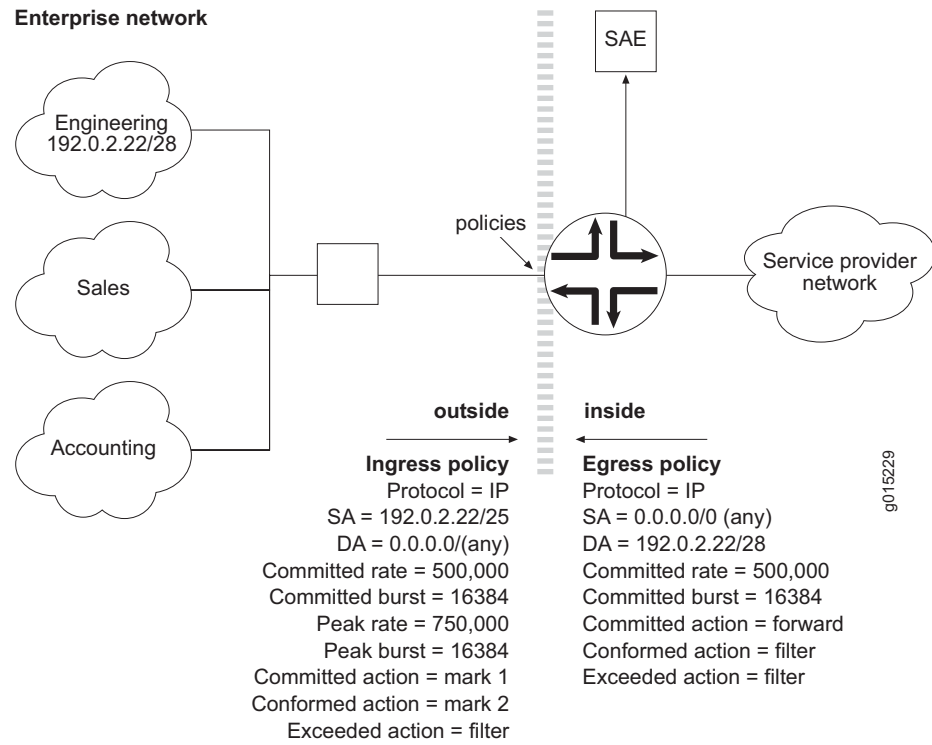 Enterprise network
SAE
Engineering
192.0.2.22/28
policies
Sales
Service provider
network
Accounting
outside
inside
Ingress policy
Protocol = IP
SA = 192.0.2.22/25
DA = 0.0.0.0/(any)
Committed rate = 500,000
Committed burst = 16384
Peak rate = 750,000
Peak burst = 16384
Committed action = mark 1
Conformed action = mark 2
Exceeded action = filter
Egress policy
Protocol = IP
SA = 0.0.0.0/0 (any)
DA = 192.0.2.22/28
Committed rate = 500,000
Committed burst = 16384
Committed action = forward
Conformed action = filter
Exceeded action = filter
g015229